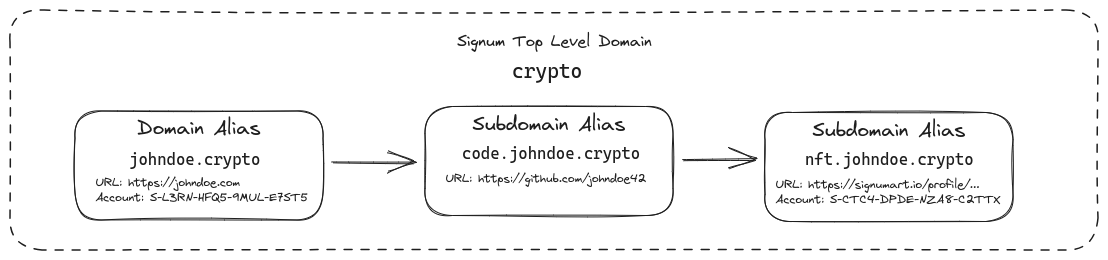 Signum Top Level Domain
crypto
Domain Alias
johndoe.crypto
URL: https://johndoe.com
Account: S-L3RN-HFQ5-9MUL-E7ST5
Subdomain Alias
code.johndoe.crypto
URL: https://github.com/johndoe42
Subdomain Alias
nft.johndoe.crypto
URL: https://signumart.io/profile/...
Account: S-CTC4-DPDE-NZA8-C2TTX